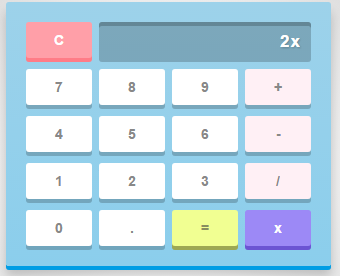 C 2x
7 8 9 +
4 5 6 -
1 2 3 /
0 . = x